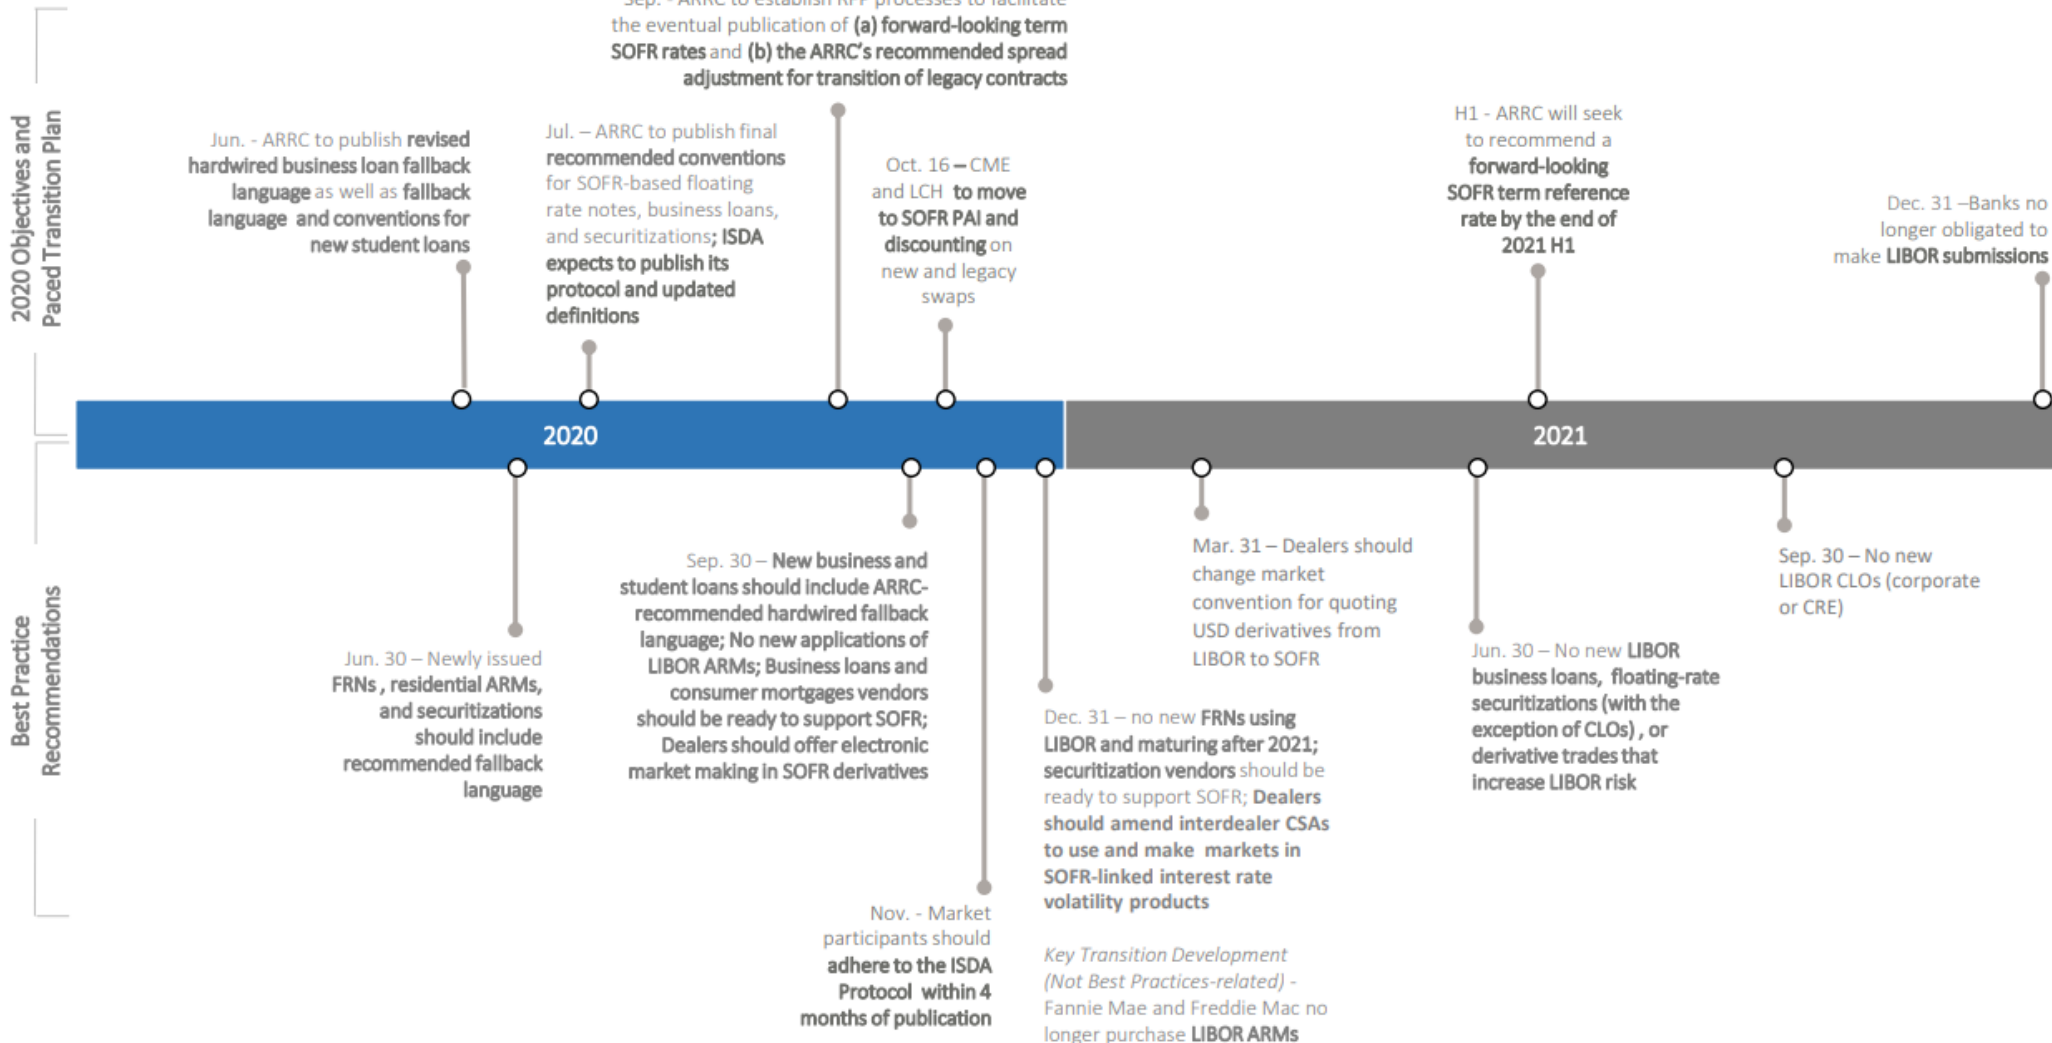 2020 Objectives and
Paced Transition Plan
Sep. - ARRC to establish RFP processes to facilitate
the eventual publication of (a) forward-looking term
SOFR rates and (b) the ARRC's recommended spread
adjustment for transition of legacy contracts
Jun. - ARRC to publish revised
hardwired business loan fallback
language as well as fallback
language and conventions for
new student loans
Jul. – ARRC to publish final
recommended conventions
for SOFR-based floating
rate notes, business loans,
and securitizations; ISDA
expects to publish its
protocol and updated
definitions
Oct. 16 – CME
and LCH to move
to SOFR PAI and
discounting on
new and legacy
swaps
H1 - ARRC will seek
to recommend a
forward-looking
SOFR term reference
rate by the end of
2021 H1
Dec. 31 –Banks no
longer obligated to
make LIBOR submissions
2020
2021
Best Practice
Recommendations
Jun. 30 – Newly issued
FRNs , residential ARMs,
and securitizations
should include
recommended fallback
language
Sep. 30 – New business and
student loans should include ARRC-
recommended hardwired fallback
language; No new applications of
LIBOR ARMs; Business loans and
consumer mortgages vendors
should be ready to support SOFR;
Dealers should offer electronic
market making in SOFR derivatives
Nov. - Market
participants should
adhere to the ISDA
Protocol within 4
months of publication
Dec. 31 – no new FRNs using
LIBOR and maturing after 2021;
securitization vendors should be
ready to support SOFR; Dealers
should amend interdealer CSAs
to use and make markets in
SOFR-linked interest rate
volatility products
Key Transition Development
(Not Best Practices-related) -
Fannie Mae and Freddie Mac no
longer purchase LIBOR ARMs
Mar. 31 – Dealers should
change market
convention for quoting
USD derivatives from
LIBOR to SOFR
Jun. 30 – No new LIBOR
business loans, floating-rate
securitizations (with the
exception of CLOs) , or
derivative trades that
increase LIBOR risk
Sep. 30 – No new
LIBOR CLOs (corporate
or CRE)